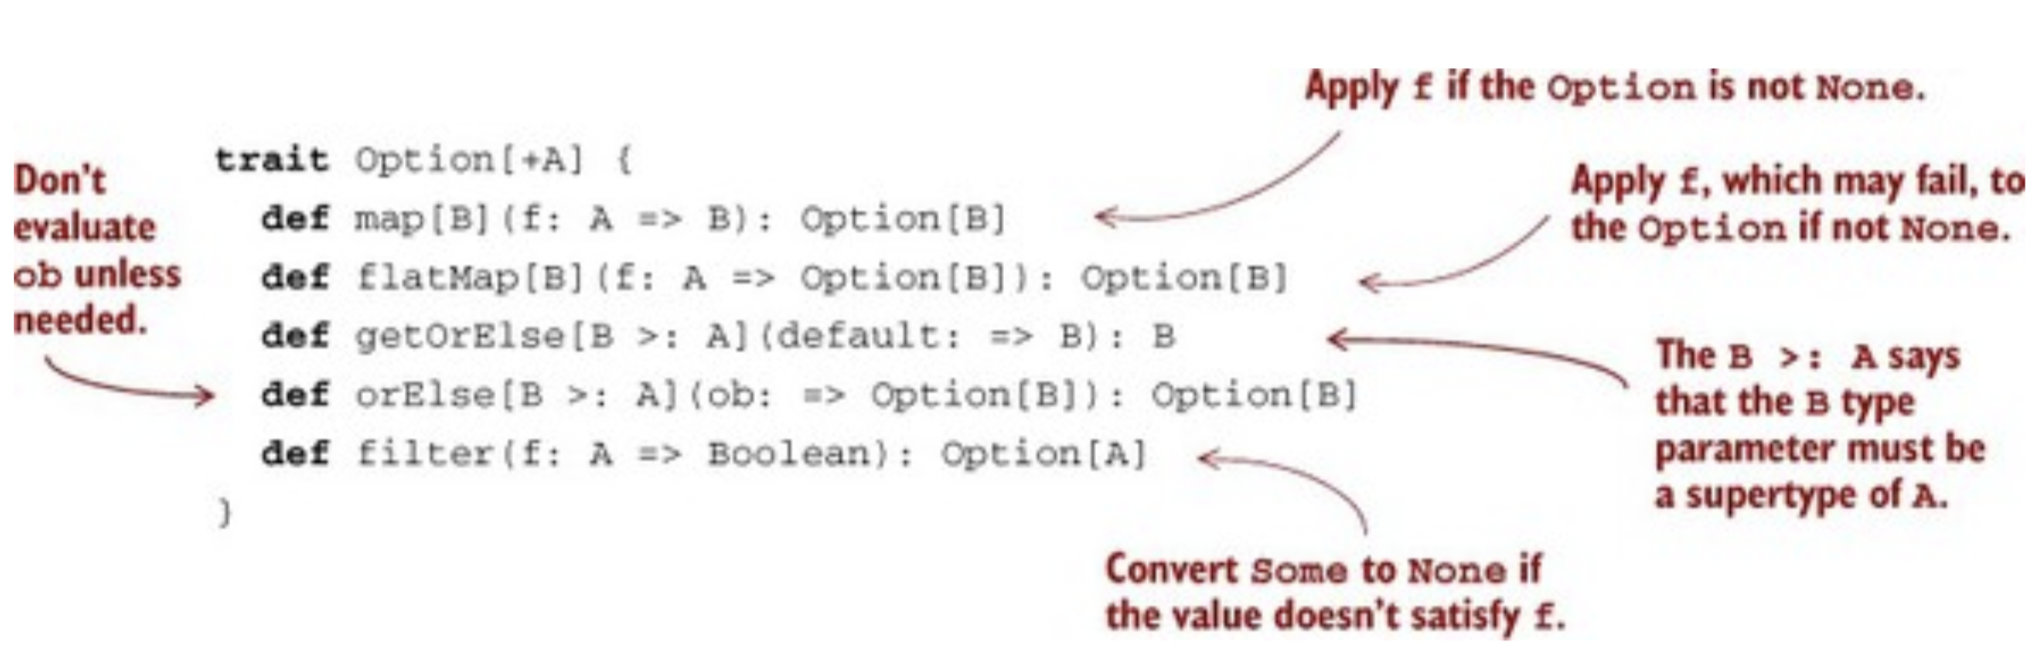 Apply f if the Option is not None.
trait Option[+A] {
Don't
evaluate
ob unless
needed.
def map[B](f: A => B): Option[B]
Apply f, which may fail, to
the Option if not None.
def flatMap[B](f: A => Option[B]): Option[B]
def getOrElse[B >: A](default: => B): B
The B >: A says
that the B type
parameter must be
a supertype of A.
def orElse[B >: A](ob: => Option[B]): Option[B]
def filter(f: A => Boolean): Option[A]
}
Convert Some to None if
the value doesn't satisfy f.